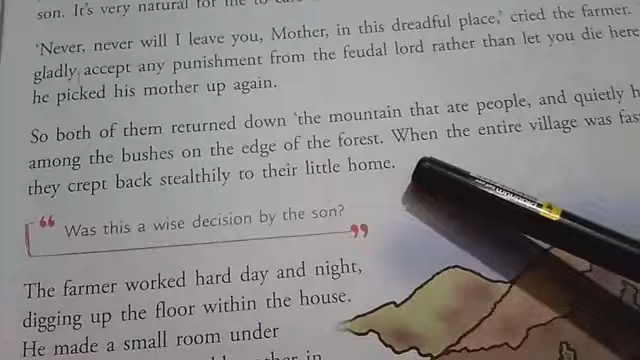 son. It's very natural for me to
'Never, never will I leave you, Mother, in this dreadful place,' cried the farmer.
gladly accept any punishment from the feudal lord rather than let you die here
he picked his mother up again.
So both of them returned down 'the mountain that ate people, and quietly h
among the bushes on the edge of the forest. When the entire village was fas
they crept back stealthily to their little home.
“ Was this a wise decision by the son? ”
The farmer worked hard day and night,
digging up the floor within the house.
He made a small room under
in